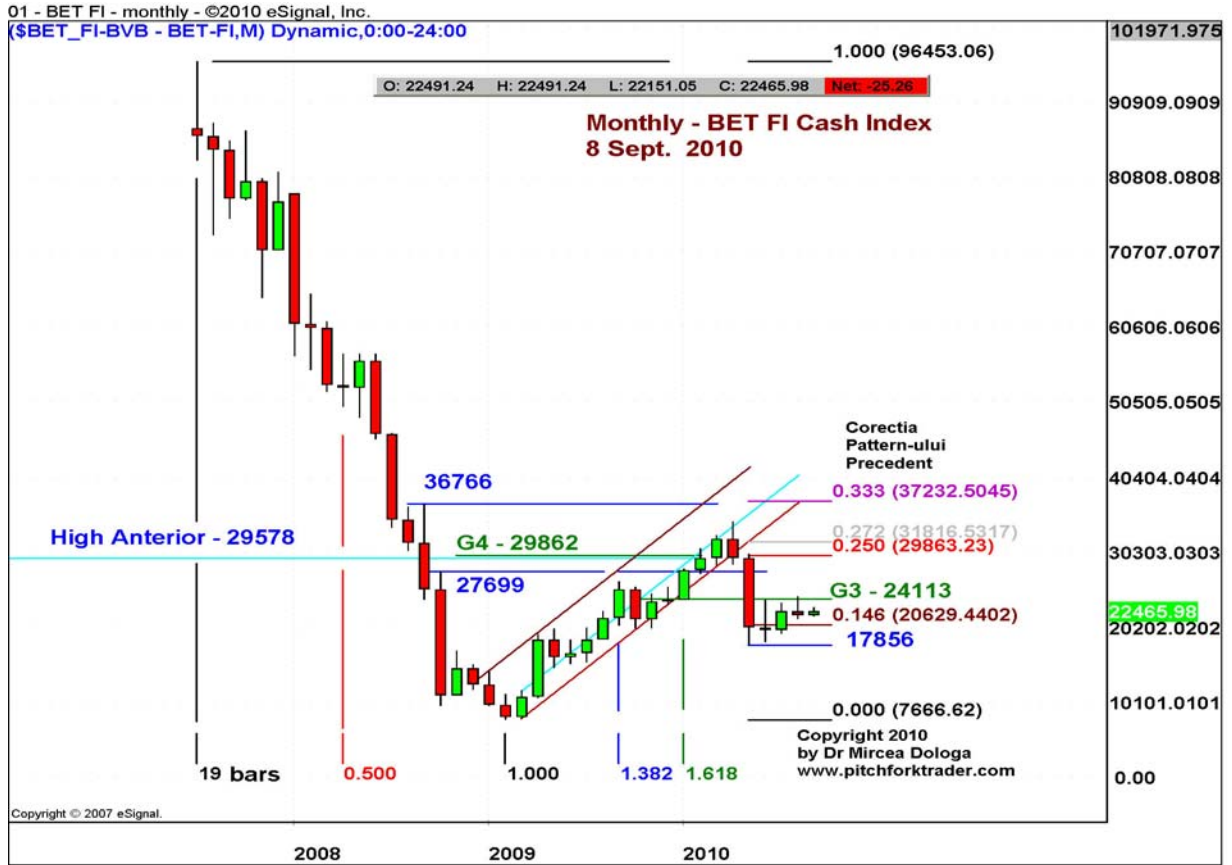 01 - BET FI - monthly - ©2010 eSignal, Inc.
($BET_FI-BVB - BET-FI,M) Dynamic,0:00-24:00
101971.975
1.000 (96453.06)
O: 22491.24 H: 22491.24 L: 22151.05 C: 22465.98 Net: -25.26
90909.0909
Monthly - BET FI Cash Index
8 Sept. 2010
80808.0808
70707.0707
60606.0606
50505.0505
Corectia
Pattern-ului
Precedent
40404.0404
36766
0.333 (37232.5045)
High Anterior - 29578
G4 - 29862
0.272 (31816.5317)
0.250 (29863.23)
30303.0303
27699
G3 - 24113
22465.98
0.146 (20629.4402)
20202.0202
17856
10101.0101
0.000 (7666.62)
Copyright 2010
by Dr Mircea Dologa
www.pitchforktrader.com
19 bars
0.500
1.000
1.382
1.618
0.00
Copyright © 2007 eSignal.
2008
2009
2010